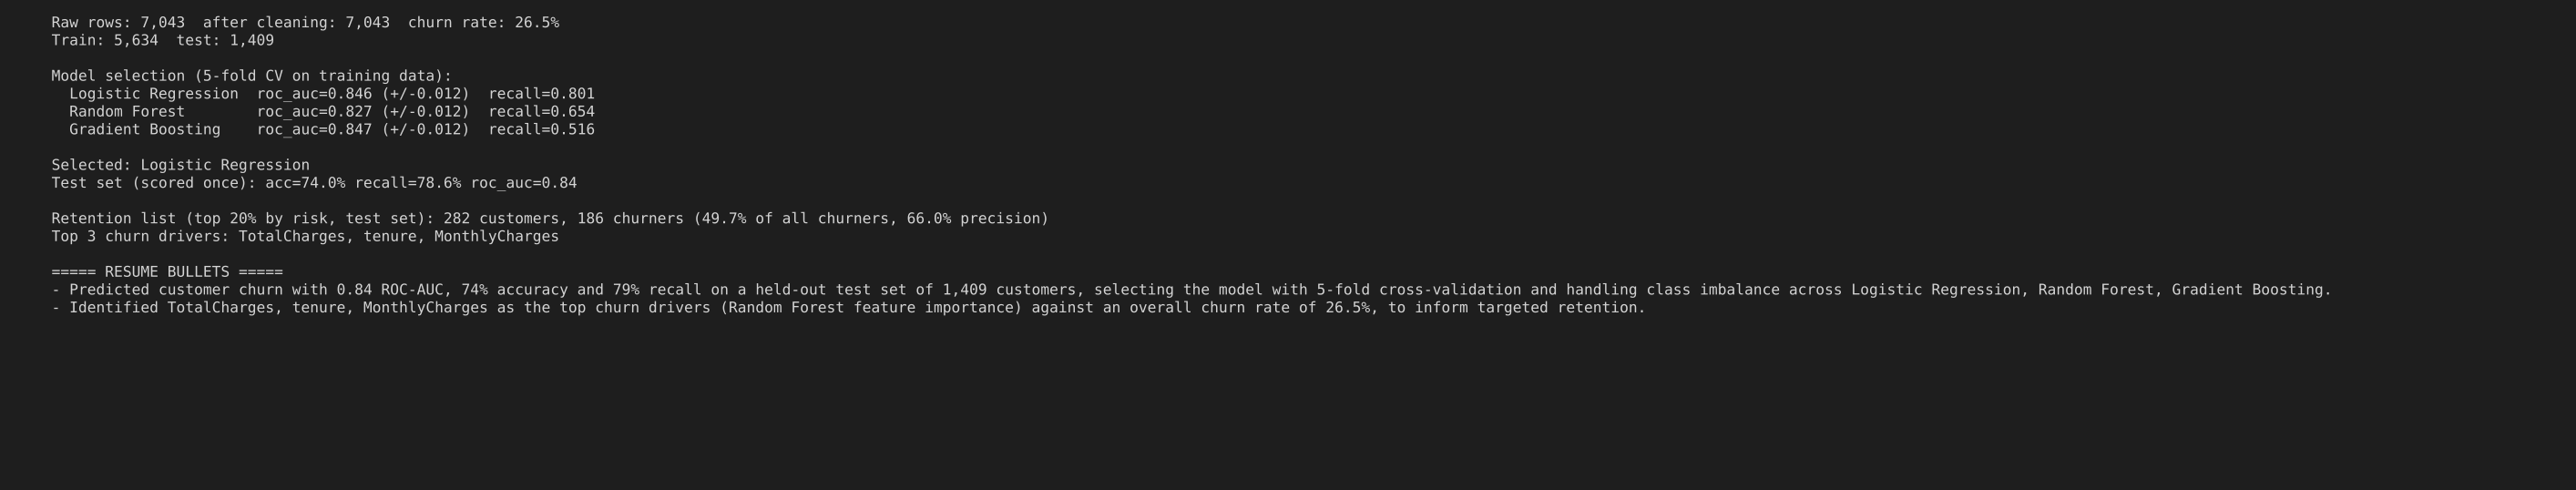 Raw rows: 7,043  after cleaning: 7,043  churn rate: 26.5%
Train: 5,634  test: 1,409
Model selection (5-fold CV on training data):
  Logistic Regression  roc_auc=0.846 (+/-0.012)  recall=0.801
  Random Forest        roc_auc=0.827 (+/-0.012)  recall=0.654
  Gradient Boosting    roc_auc=0.847 (+/-0.012)  recall=0.516
Selected: Logistic Regression
Test set (scored once): acc=74.0% recall=78.6% roc_auc=0.84
Retention list (top 20% by risk, test set): 282 customers, 186 churners (49.7% of all churners, 66.0% precision)
Top 3 churn drivers: TotalCharges, tenure, MonthlyCharges
===== RESUME BULLETS =====
- Predicted customer churn with 0.84 ROC-AUC, 74% accuracy and 79% recall on a held-out test set of 1,409 customers, selecting the model with 5-fold cross-validation and handling class imbalance across Logistic Regression, Random Forest, Gradient Boosting.
- Identified TotalCharges, tenure, MonthlyCharges as the top churn drivers (Random Forest feature importance) against an overall churn rate of 26.5%, to inform targeted retention.